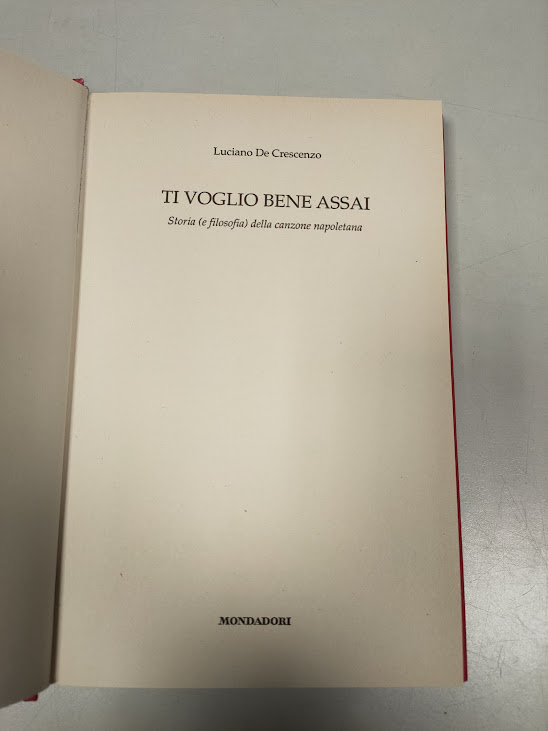 Luciano De Crescenzo
TI VOGLIO BENE ASSAI
Storia (e filosofia) della canzone napoletana
MONDADORI